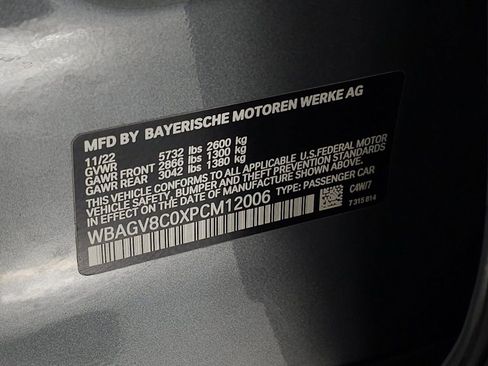 MFD BY BAYERISCHE MOTOREN WERKE AG
11/22
GVWR 5732 lbs 2600 kg
GAWR FRONT 2866 lbs 1300 kg
GAWR REAR 3042 lbs 1380 kg
THIS VEHICLE CONFORMS TO ALL APPLICABLE U.S.FEDERAL MOTOR
VEHICLE SAFETY, BUMPER AND THEFT PREVENTION STANDARDS
IN EFFECT ON THE DATE OF MANUFACTURE SHOWN ABOVE.
WBAGV8C0XPCM12006 TYPE: PASSENGER CAR
C4W/7
7 315 814